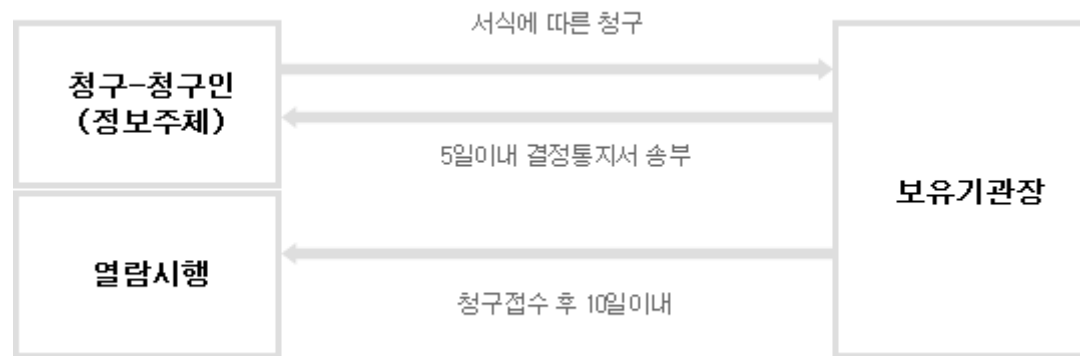 서식에 따른 청구
청구-청구인
(정보주체)
5일이내 결정통지서 송부
보유기관장
열람시행
청구접수 후 10일이내